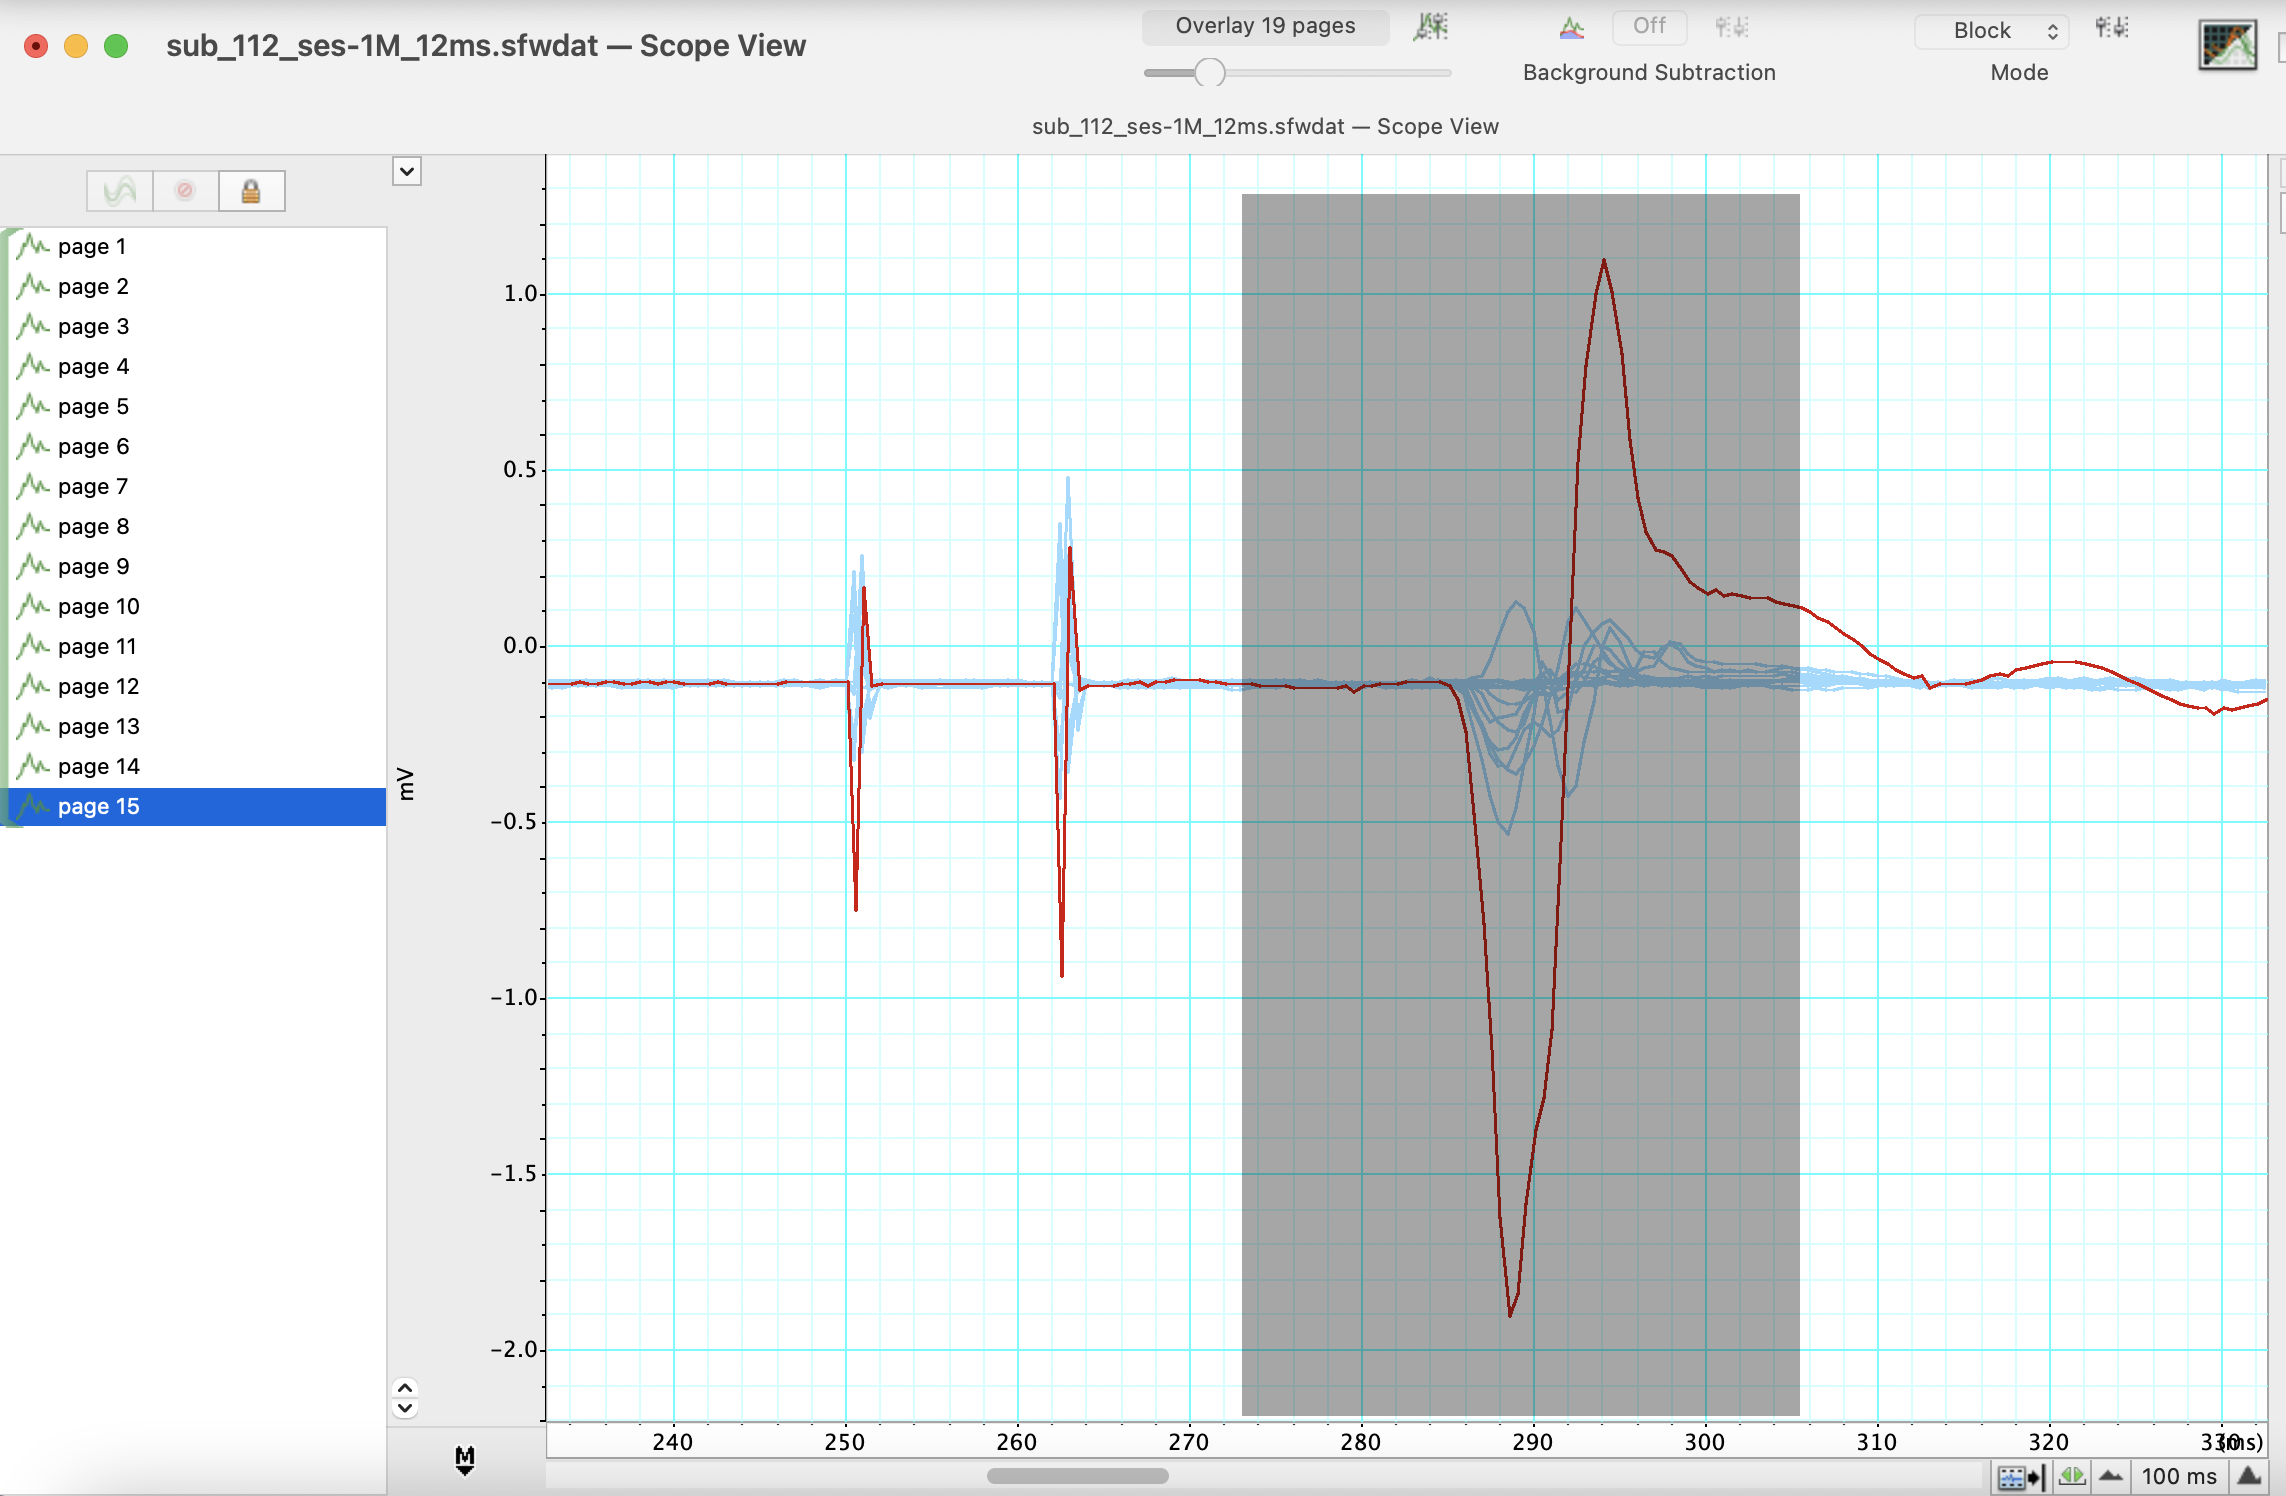 sub_112_ses-1M_12ms.sfwdat — Scope View
Overlay 19 pages
Off
Background Subtraction
Block
Mode
sub_112_ses-1M_12ms.sfwdat — Scope View
page 1
page 2
page 3
page 4
page 5
page 6
page 7
page 8
page 9
page 10
page 11
page 12
page 13
page 14
page 15
mV
1.0
0.5
0.0
−0.5
−1.0
−1.5
−2.0
M
240 250 260 270 280 290 300 310 320 330 (ms)
100 ms